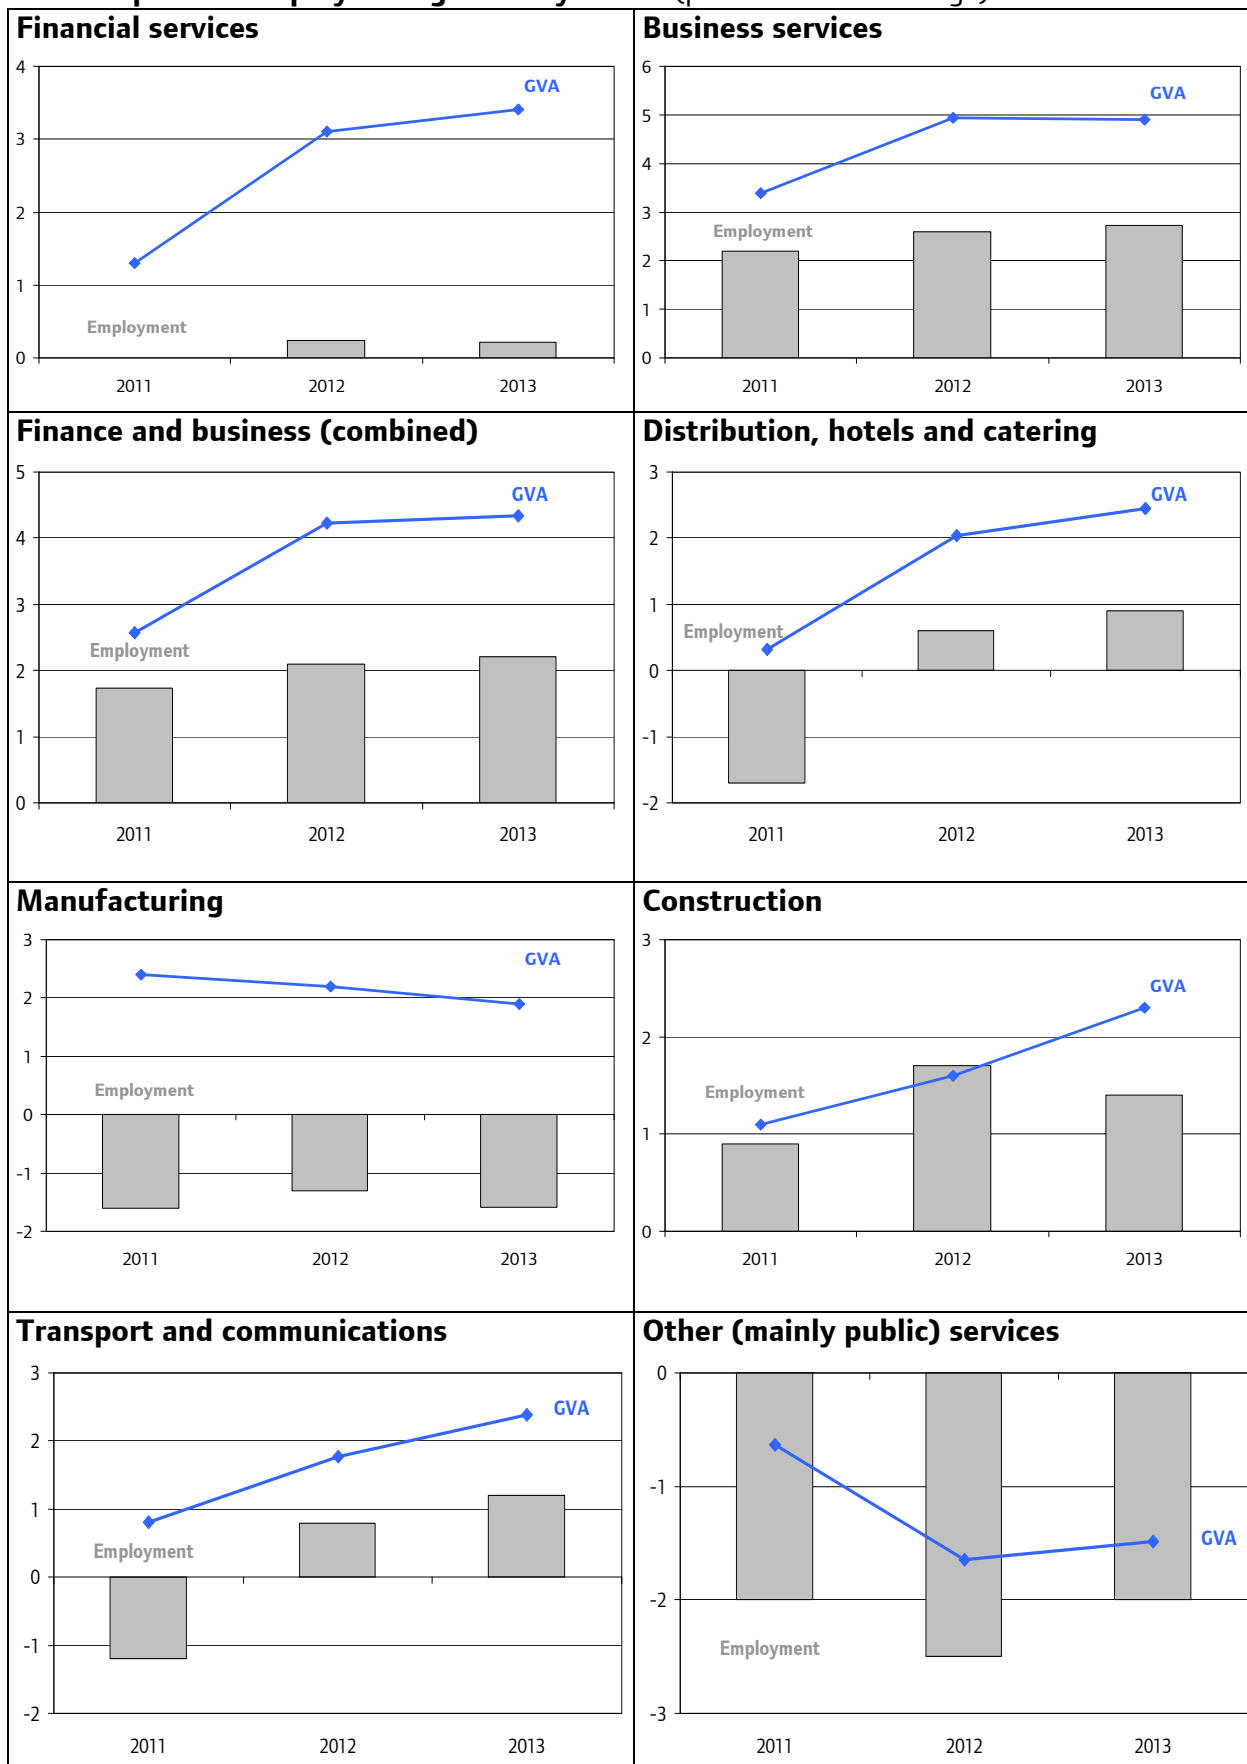 Financial services
4
3
2
1
0
GVA
Employment
2011 2012 2013
Business services
6
5
4
3
2
1
0
GVA
Employment
2011 2012 2013
Finance and business (combined)
5
4
3
2
1
0
GVA
Employment
2011 2012 2013
Distribution, hotels and catering
3
2
1
0
-1
-2
GVA
Employment
2011 2012 2013
Manufacturing
3
2
1
0
-1
-2
GVA
Employment
2011 2012 2013
Construction
3
2
1
0
GVA
Employment
2011 2012 2013
Transport and communications
3
2
1
0
-1
-2
GVA
Employment
2011 2012 2013
Other (mainly public) services
0
-1
-2
-3
GVA
Employment
2011 2012 2013